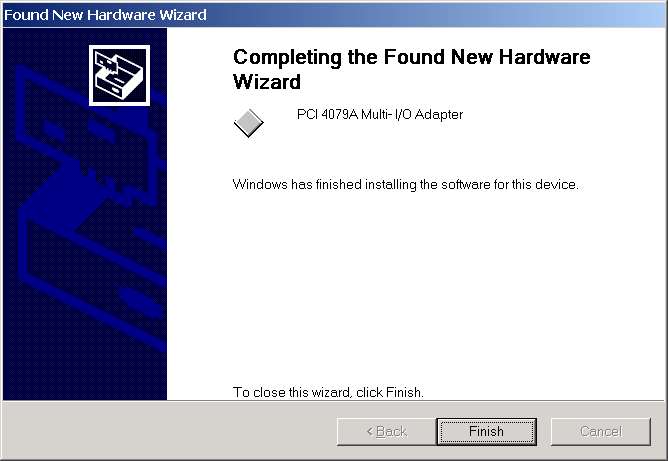 Found New Hardware Wizard
Completing the Found New Hardware
Wizard
PCI 4079A Multi-I/O Adapter
Windows has finished installing the software for this device.
To close this wizard, click Finish.
< Back
Finish
Cancel